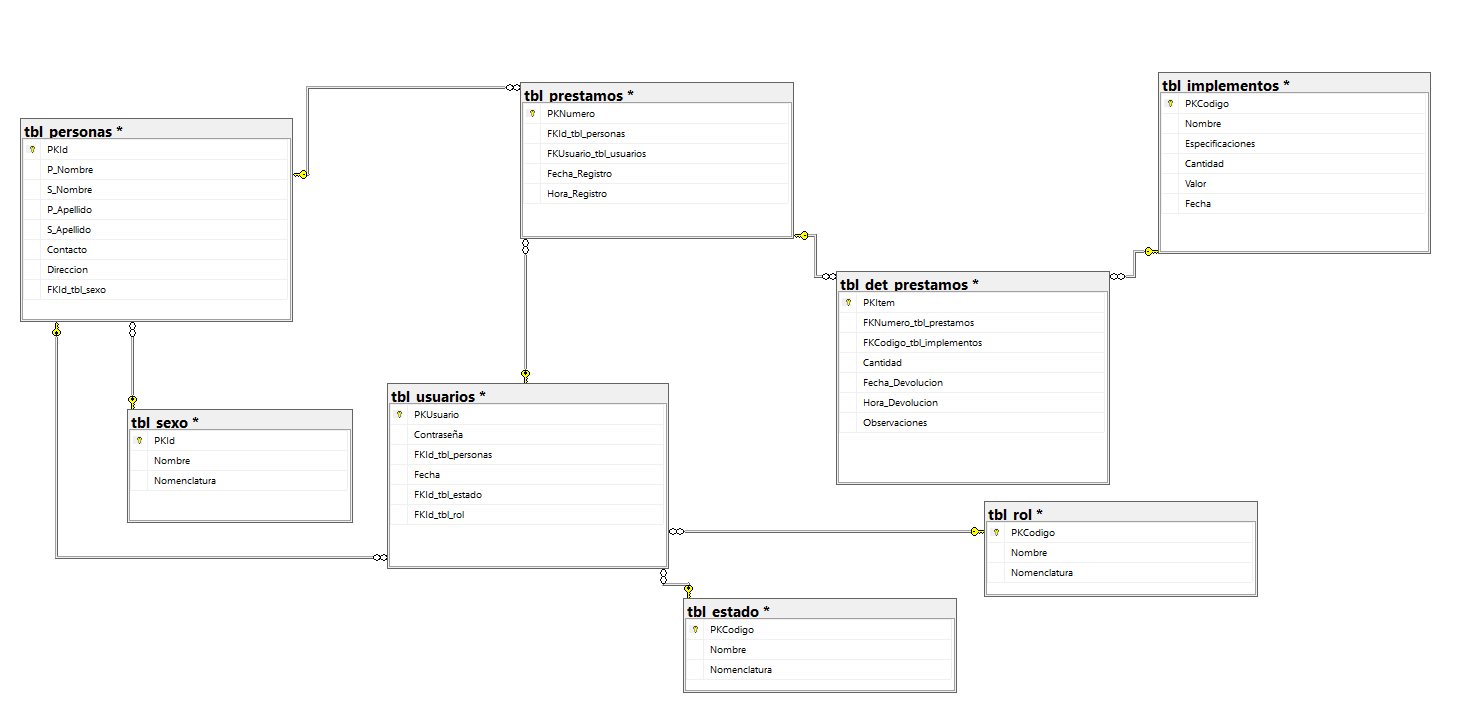 tbl_personas *
PKId
P_Nombre
S_Nombre
P_Apellido
S_Apellido
Contacto
Direccion
FKId_tbl_sexo
tbl_prestamos *
PKNumero
FKId_tbl_personas
FKUsuario_tbl_usuarios
Fecha_Registro
Hora_Registro
tbl_implementos *
PKCodigo
Nombre
Especificaciones
Cantidad
Valor
Fecha
tbl_det_prestamos *
PKItem
FKNumero_tbl_prestamos
FKCodigo_tbl_implementos
Cantidad
Fecha_Devolucion
Hora_Devolucion
Observaciones
tbl_sexo *
PKId
Nombre
Nomenclatura
tbl_usuarios *
PKUsuario
Contraseña
FKId_tbl_personas
Fecha
FKId_tbl_estado
FKId_tbl_rol
tbl_rol *
PKCodigo
Nombre
Nomenclatura
tbl_estado *
PKCodigo
Nombre
Nomenclatura